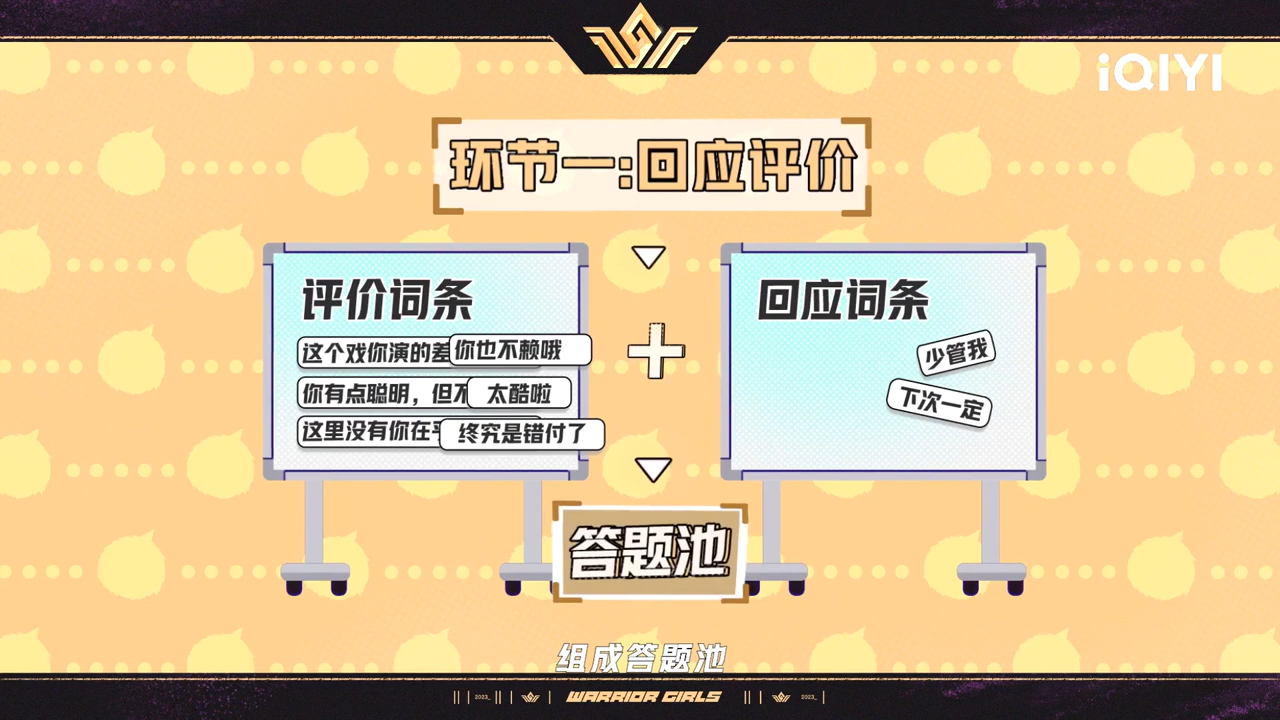 iQIYI
环节一:回应评价
评价词条
这个戏你演的差
你也不赖哦
你有点聪明，但不
太酷啦
这里没有你在乎
终究是错付了
回应词条
少管我
下次一定
答题池
组成答题池
2023_
WARRIOR GIRLS
2023_